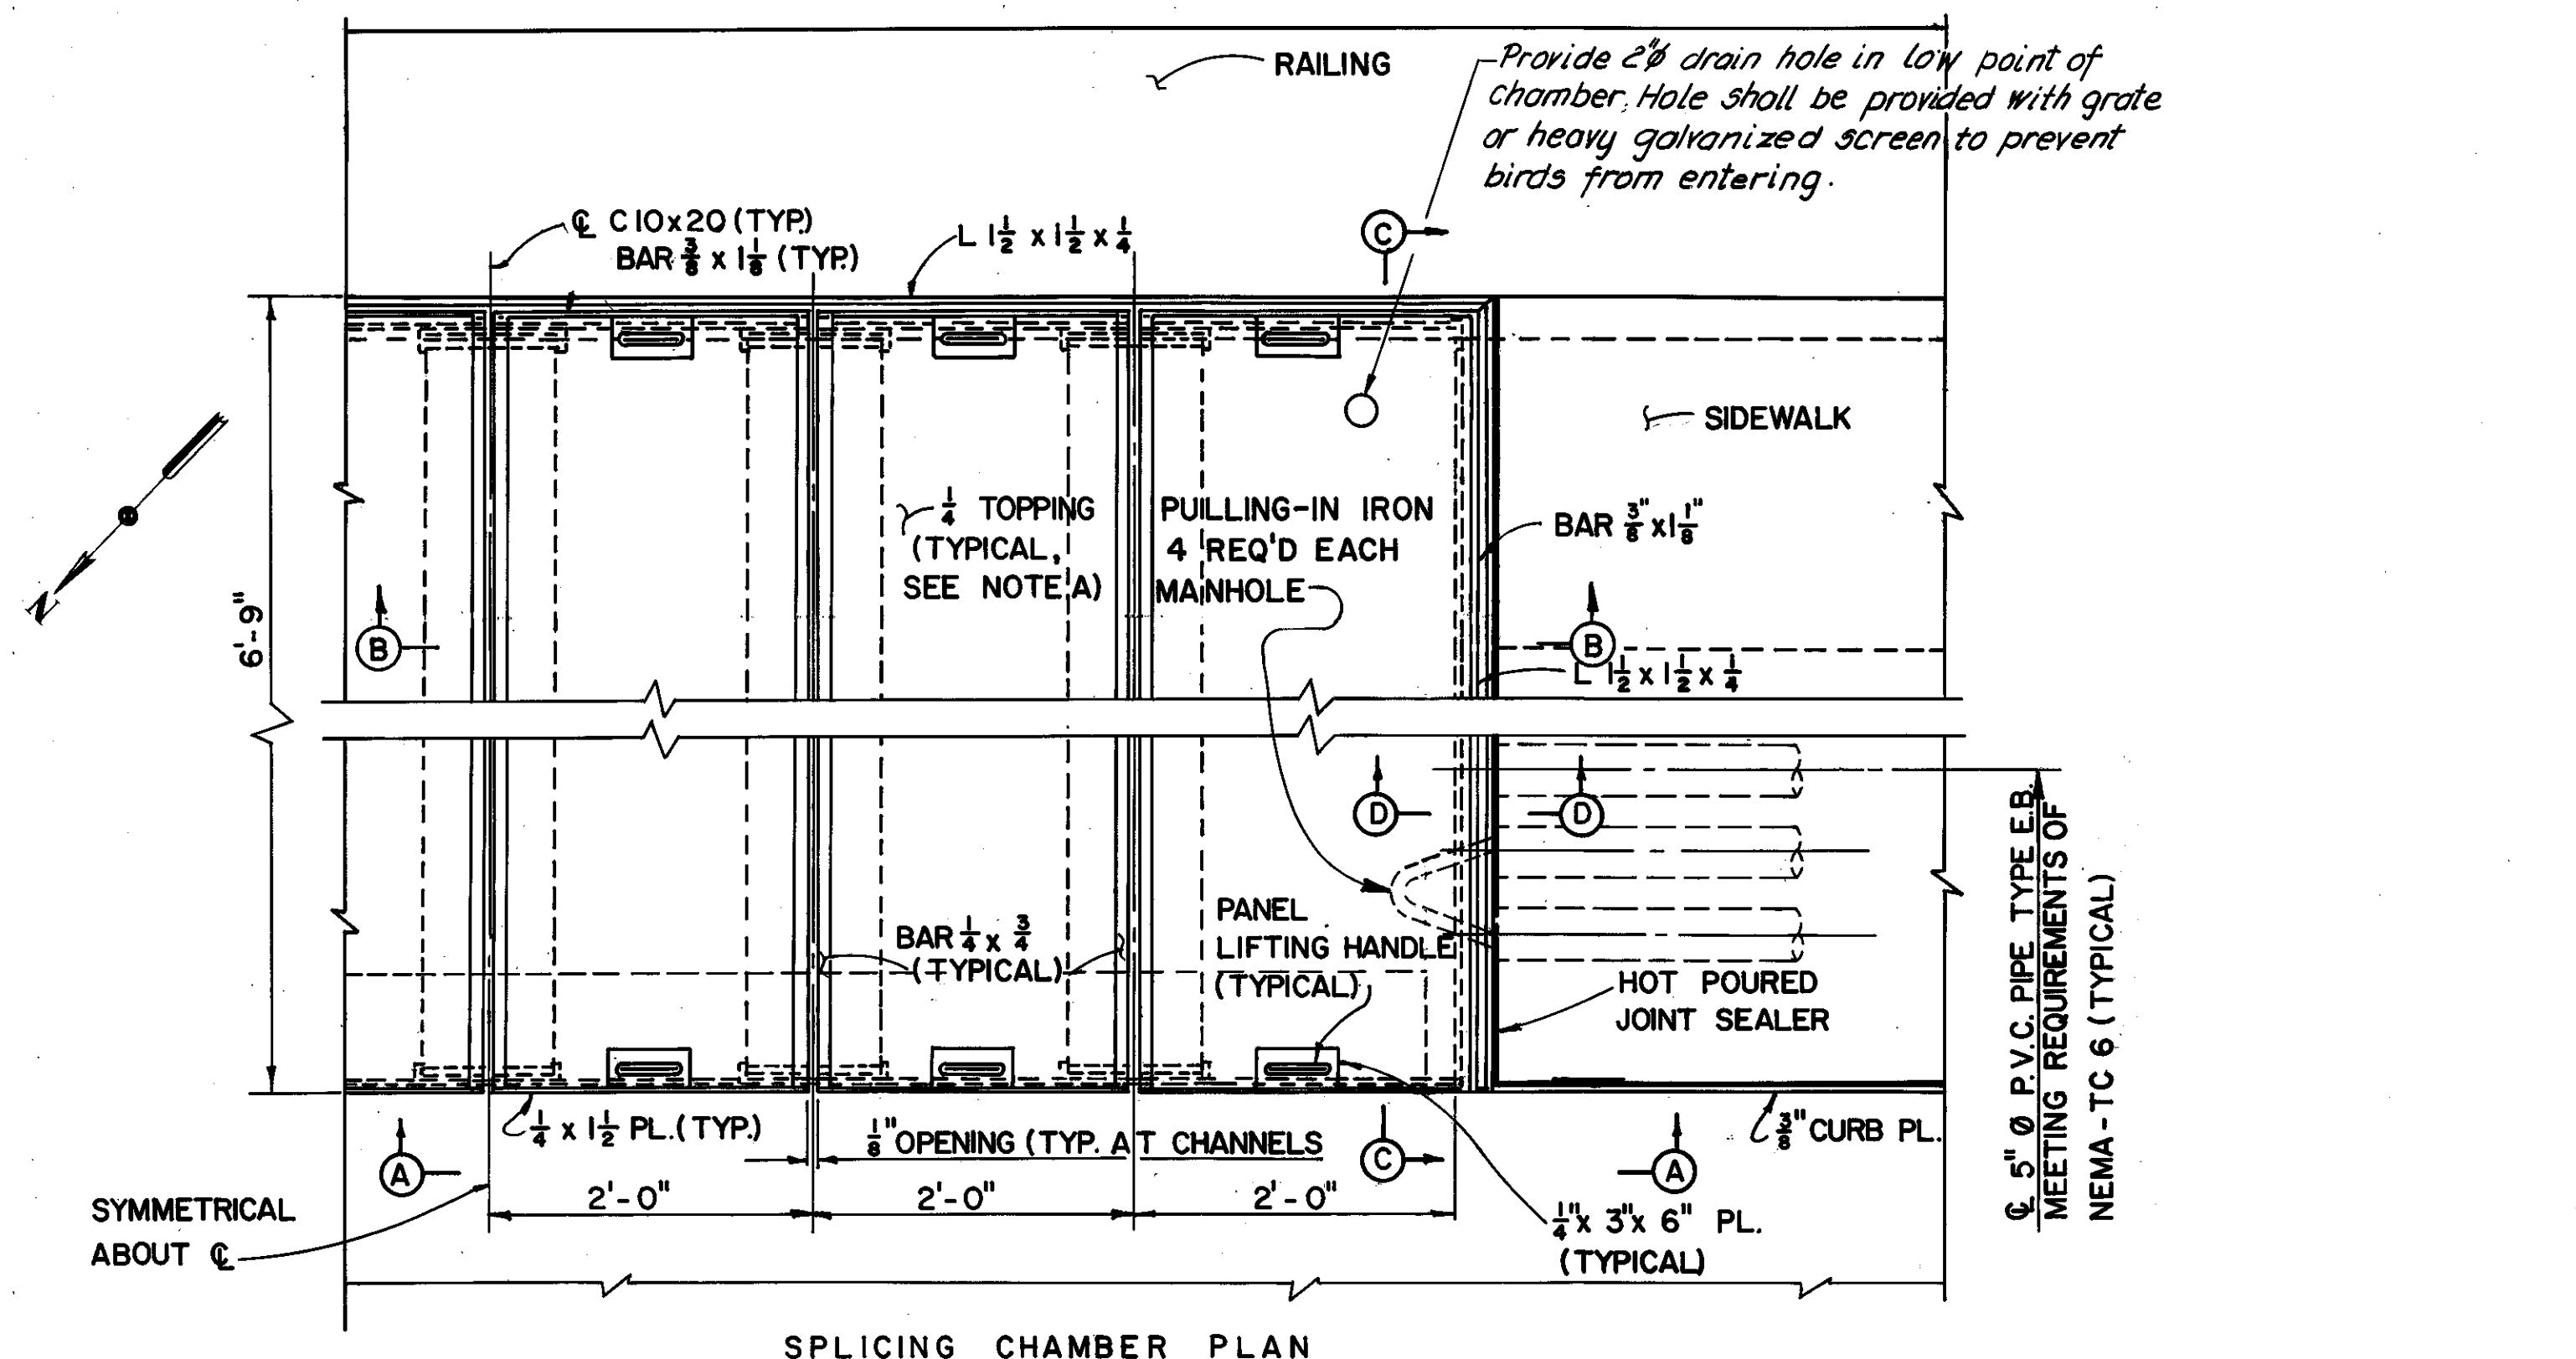 RAILING
Provide 2"ø drain hole in low point of
chamber. Hole shall be provided with grate
or heavy galvanized screen to prevent
birds from entering.
℄ C10x20 (TYP.)
BAR 3/8 x 1 1/8 (TYP.)
L 1 1/2 x 1 1/2 x 1/4
C
SIDEWALK
1/4 TOPPING
(TYPICAL,
SEE NOTE A)
PUILLING-IN IRON
4 REQ'D EACH
MAINHOLE
BAR 3/8" x 1 1/8"
N
6'-9"
B
B
L 1 1/2 x 1 1/2 x 1/4
D
D
BAR 1/4 x 3/4
(TYPICAL)
PANEL
LIFTING HANDLE
(TYPICAL)
HOT POURED
JOINT SEALER
℄ 5" Ø P.V.C. PIPE TYPE E.B.
MEETING REQUIREMENTS OF
NEMA-TC 6 (TYPICAL)
1/4 x 1 1/2 PL. (TYP.)
1/8" OPENING (TYP. AT CHANNELS
3/8" CURB PL.
A
C
A
2'-0"
2'-0"
2'-0"
SYMMETRICAL
ABOUT ℄
1/4" x 3" x 6" PL.
(TYPICAL)
SPLICING CHAMBER PLAN